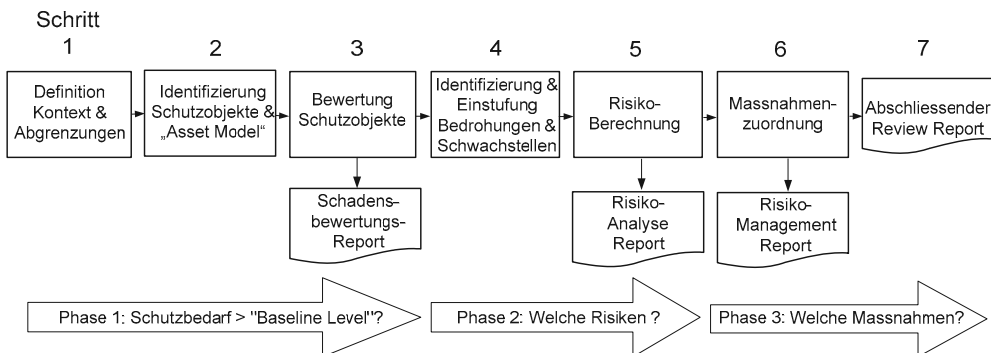 Schritt
1
2
3
4
5
6
7
Definition
Kontext &
Abgrenzungen
Identifizierung
Schutzobjekte &
„Asset Model“
Bewertung
Schutzobjekte
Identifizierung &
Einstufung
Bedrohungen &
Schwachstellen
Risiko-
Berechnung
Massnahmen-
zuordnung
Abschliessender
Review Report
Schadens-
bewertungs-
Report
Risiko-
Analyse
Report
Risiko-
Management
Report
Phase 1: Schutzbedarf > "Baseline Level"?
Phase 2: Welche Risiken ?
Phase 3: Welche Massnahmen?